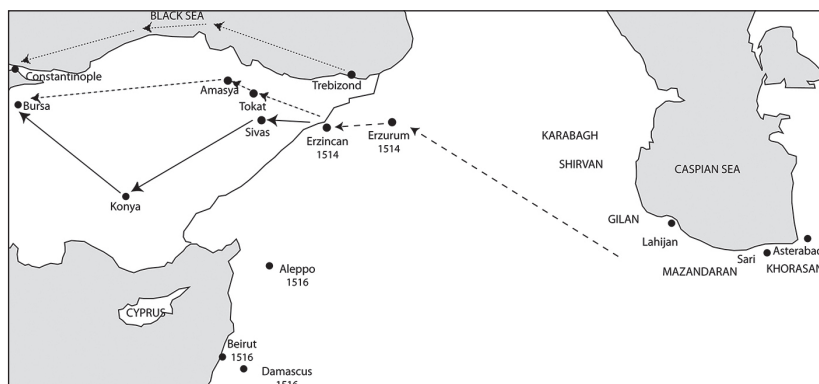 BLACK SEA
Constantinople
Trebizond
Amasya
Bursa
Tokat
Sivas
Erzincan
1514
Erzurum
1514
KARABAGH
SHIRVAN
CASPIAN SEA
Konya
GILAN
Lahijan
Sari
Asterabad
MAZANDARAN
KHORASAN
Aleppo
1516
CYPRUS
Beirut
1516
Damascus
1516